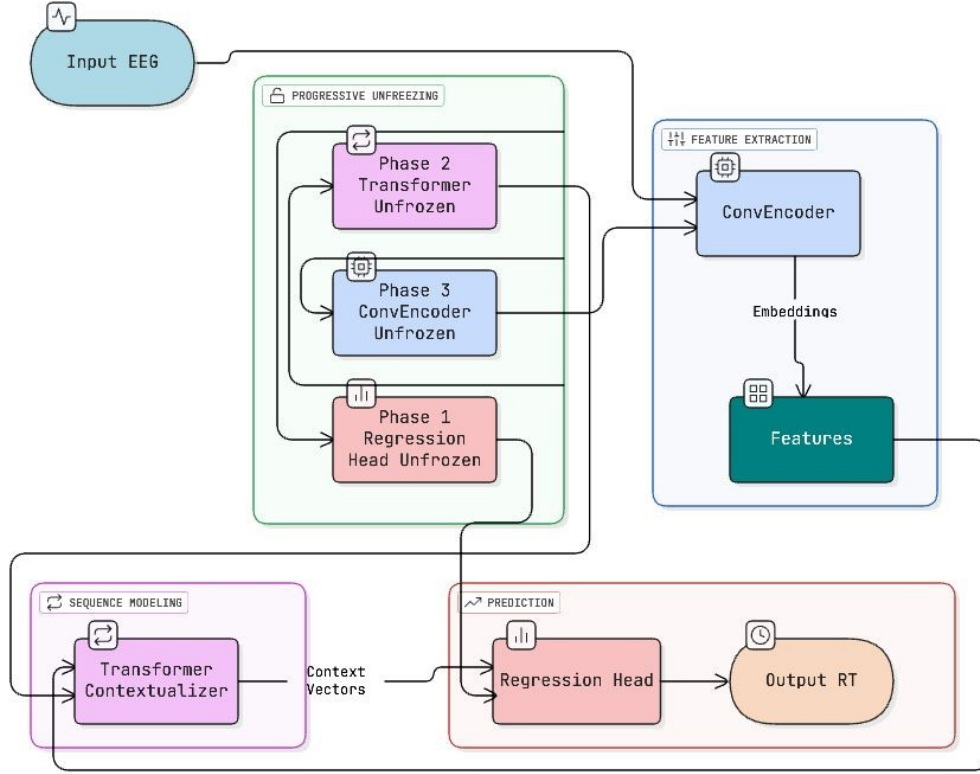 Input EEG
PROGRESSIVE UNFREEZING
Phase 2
Transformer
Unfrozen
Phase 3
ConvEncoder
Unfrozen
Phase 1
Regression
Head Unfrozen
FEATURE EXTRACTION
ConvEncoder
Embeddings
Features
SEQUENCE MODELING
Transformer
Contextualizer
Context
Vectors
PREDICTION
Regression Head
Output RT